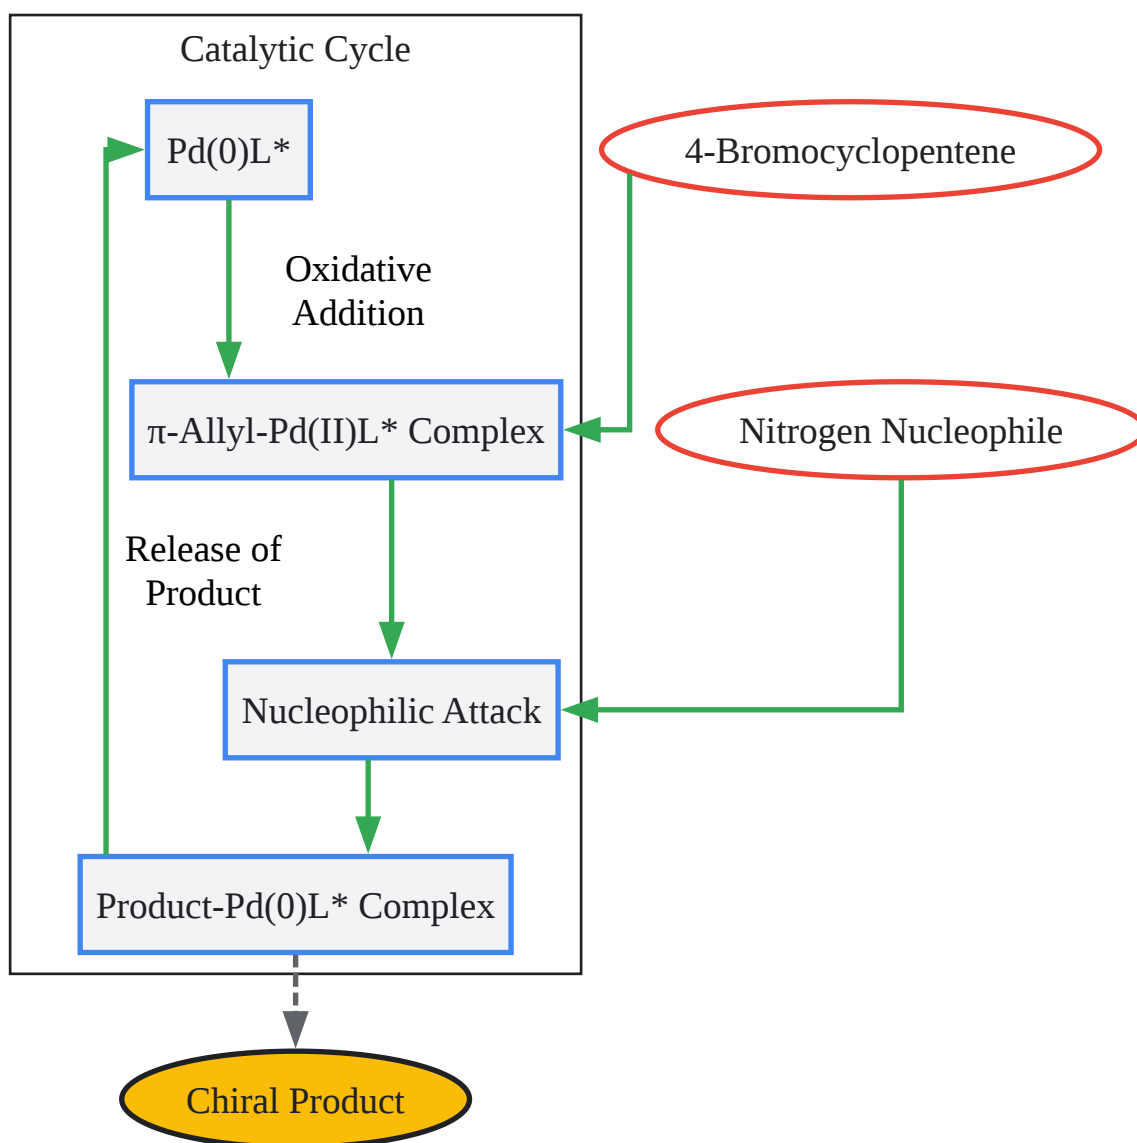 Catalytic Cycle
Pd(0)L*
4-Bromocyclopentene
Oxidative
Addition
π-Allyl-Pd(II)L* Complex
Nitrogen Nucleophile
Release of
Product
Nucleophilic Attack
Product-Pd(0)L* Complex
Chiral Product